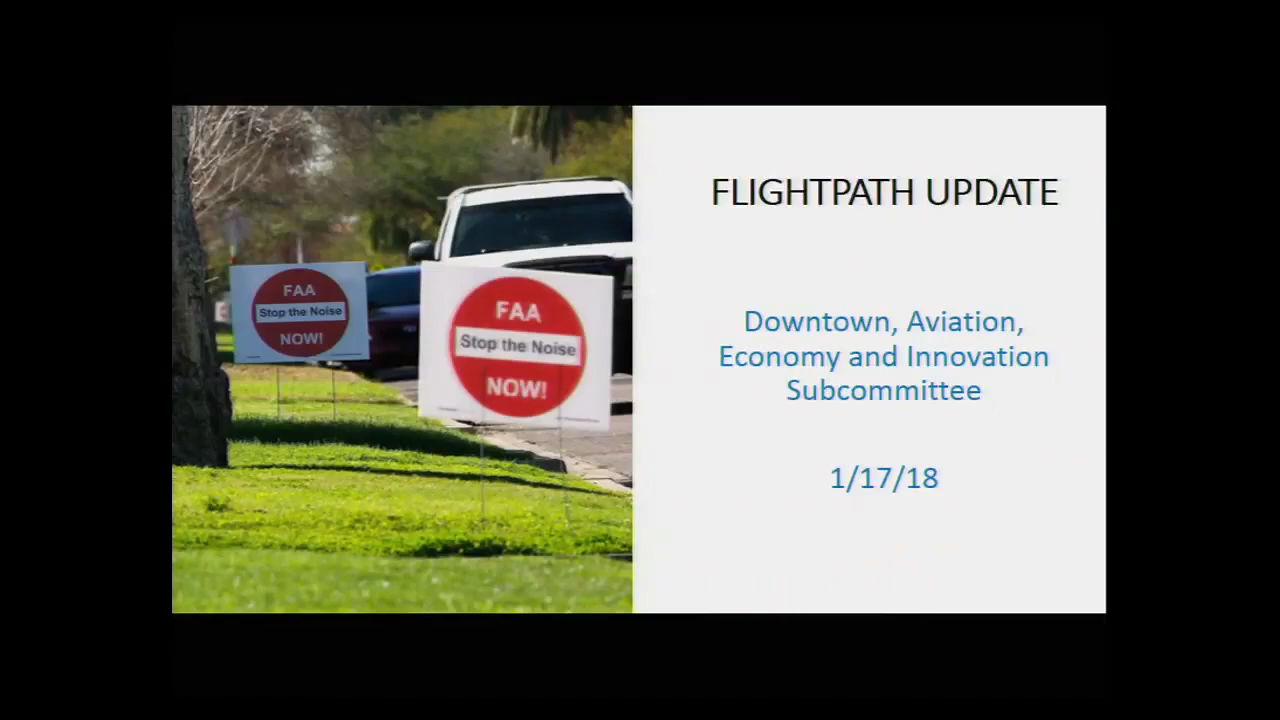 FAA
Stop the Noise
NOW!
FAA
Stop the Noise
NOW!
FLIGHTPATH UPDATE
Downtown, Aviation,
Economy and Innovation
Subcommittee
1/17/18